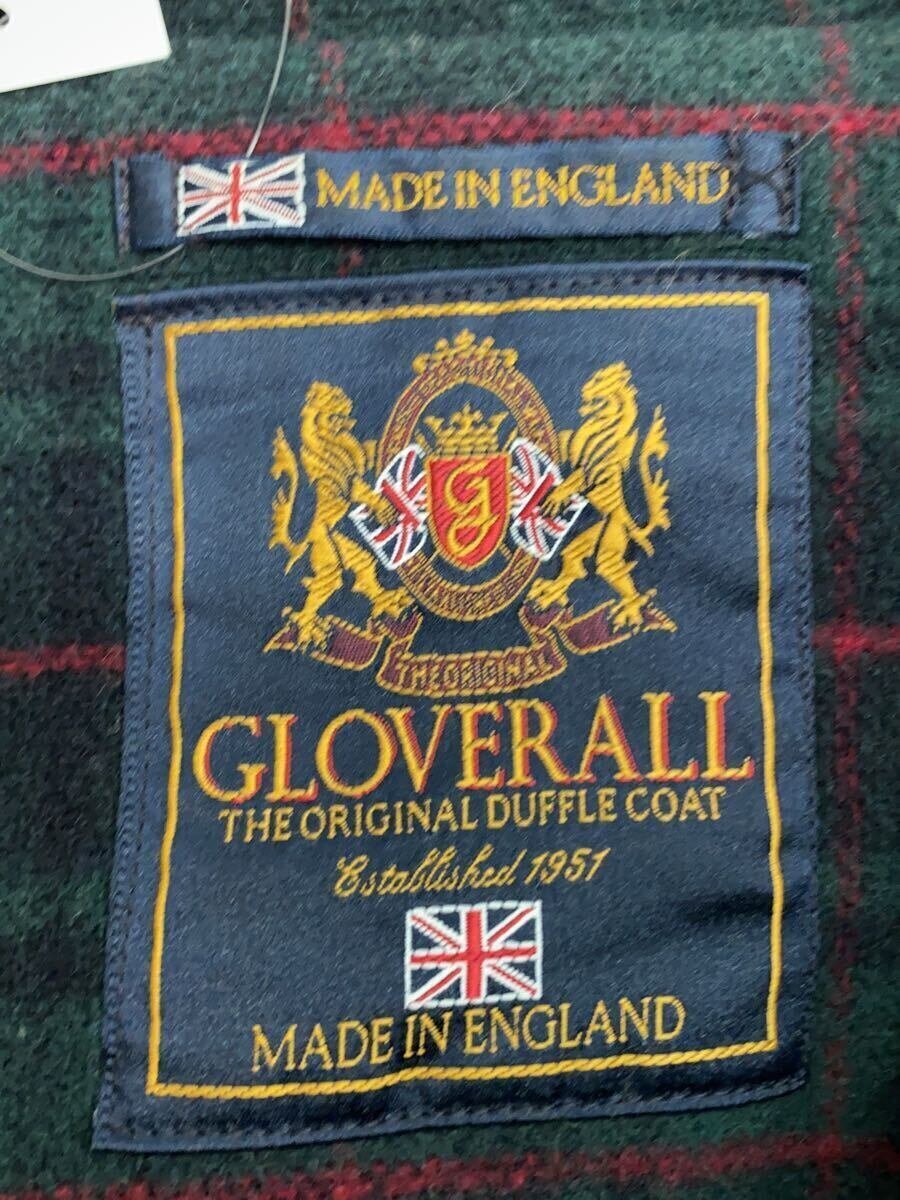 MADE IN ENGLAND
G
THE ORIGINAL
GLOVERALL
THE ORIGINAL DUFFLE COAT
Established 1951
MADE IN ENGLAND